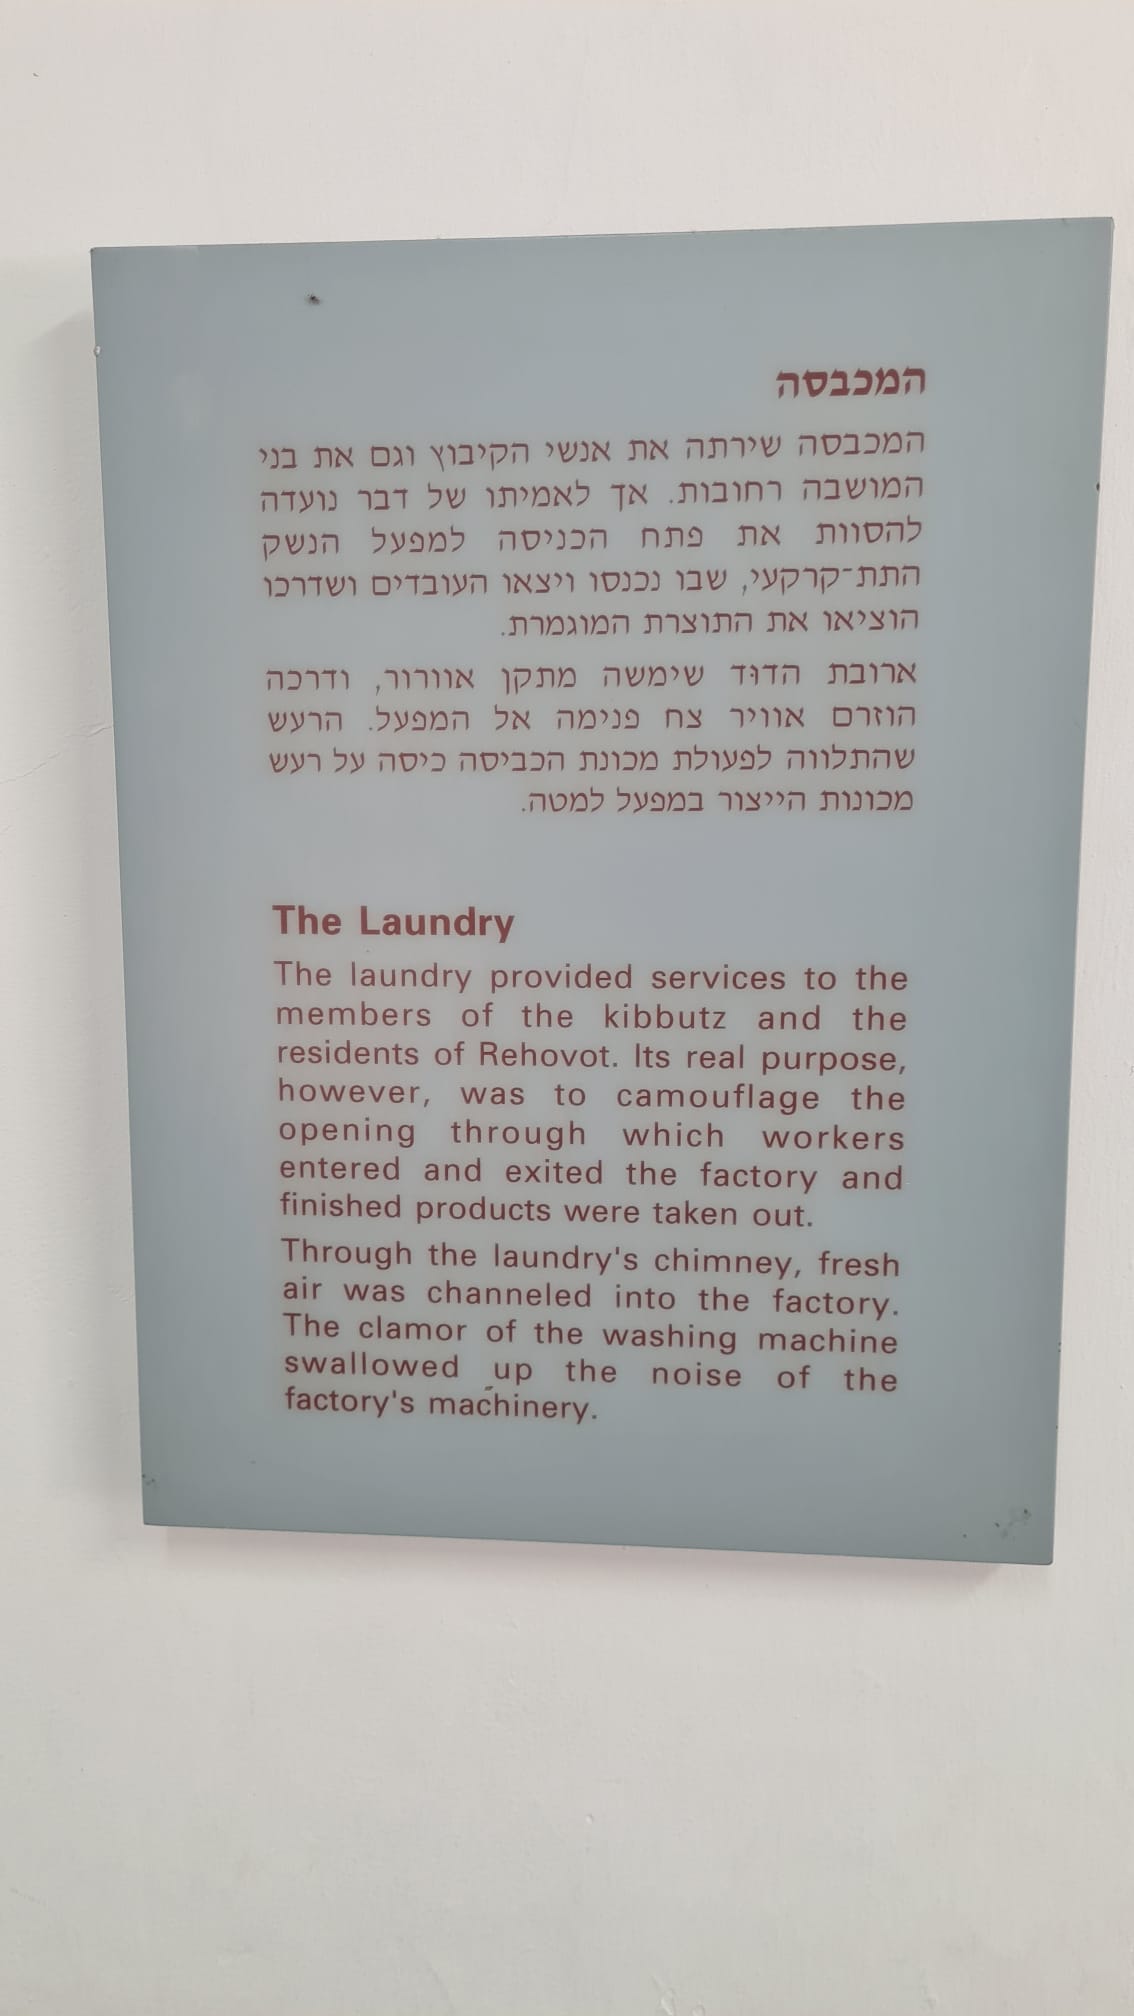 המכבסה
המכבסה שירתה את אנשי הקיבוץ וגם את בני
המושבה רחובות. אך לאמיתו של דבר נועדה
להסוות את פתח הכניסה למפעל הנשק
התת-קרקעי, שבו נכנסו ויצאו העובדים ושדרכו
הוציאו את התוצרת המוגמרת.
ארובת הדוּד שימשה מתקן אוורור, ודרכה
הוזרם אוויר צח פנימה אל המפעל. הרעש
שהתלווה לפעולת מכונת הכביסה כיסה על רעש
מכונות הייצור במפעל למטה.
The Laundry
The laundry provided services to the
members of the kibbutz and the
residents of Rehovot. Its real purpose,
however, was to camouflage the
opening through which workers
entered and exited the factory and
finished products were taken out.
Through the laundry's chimney, fresh
air was channeled into the factory.
The clamor of the washing machine
swallowed up the noise of the
factory's machinery.